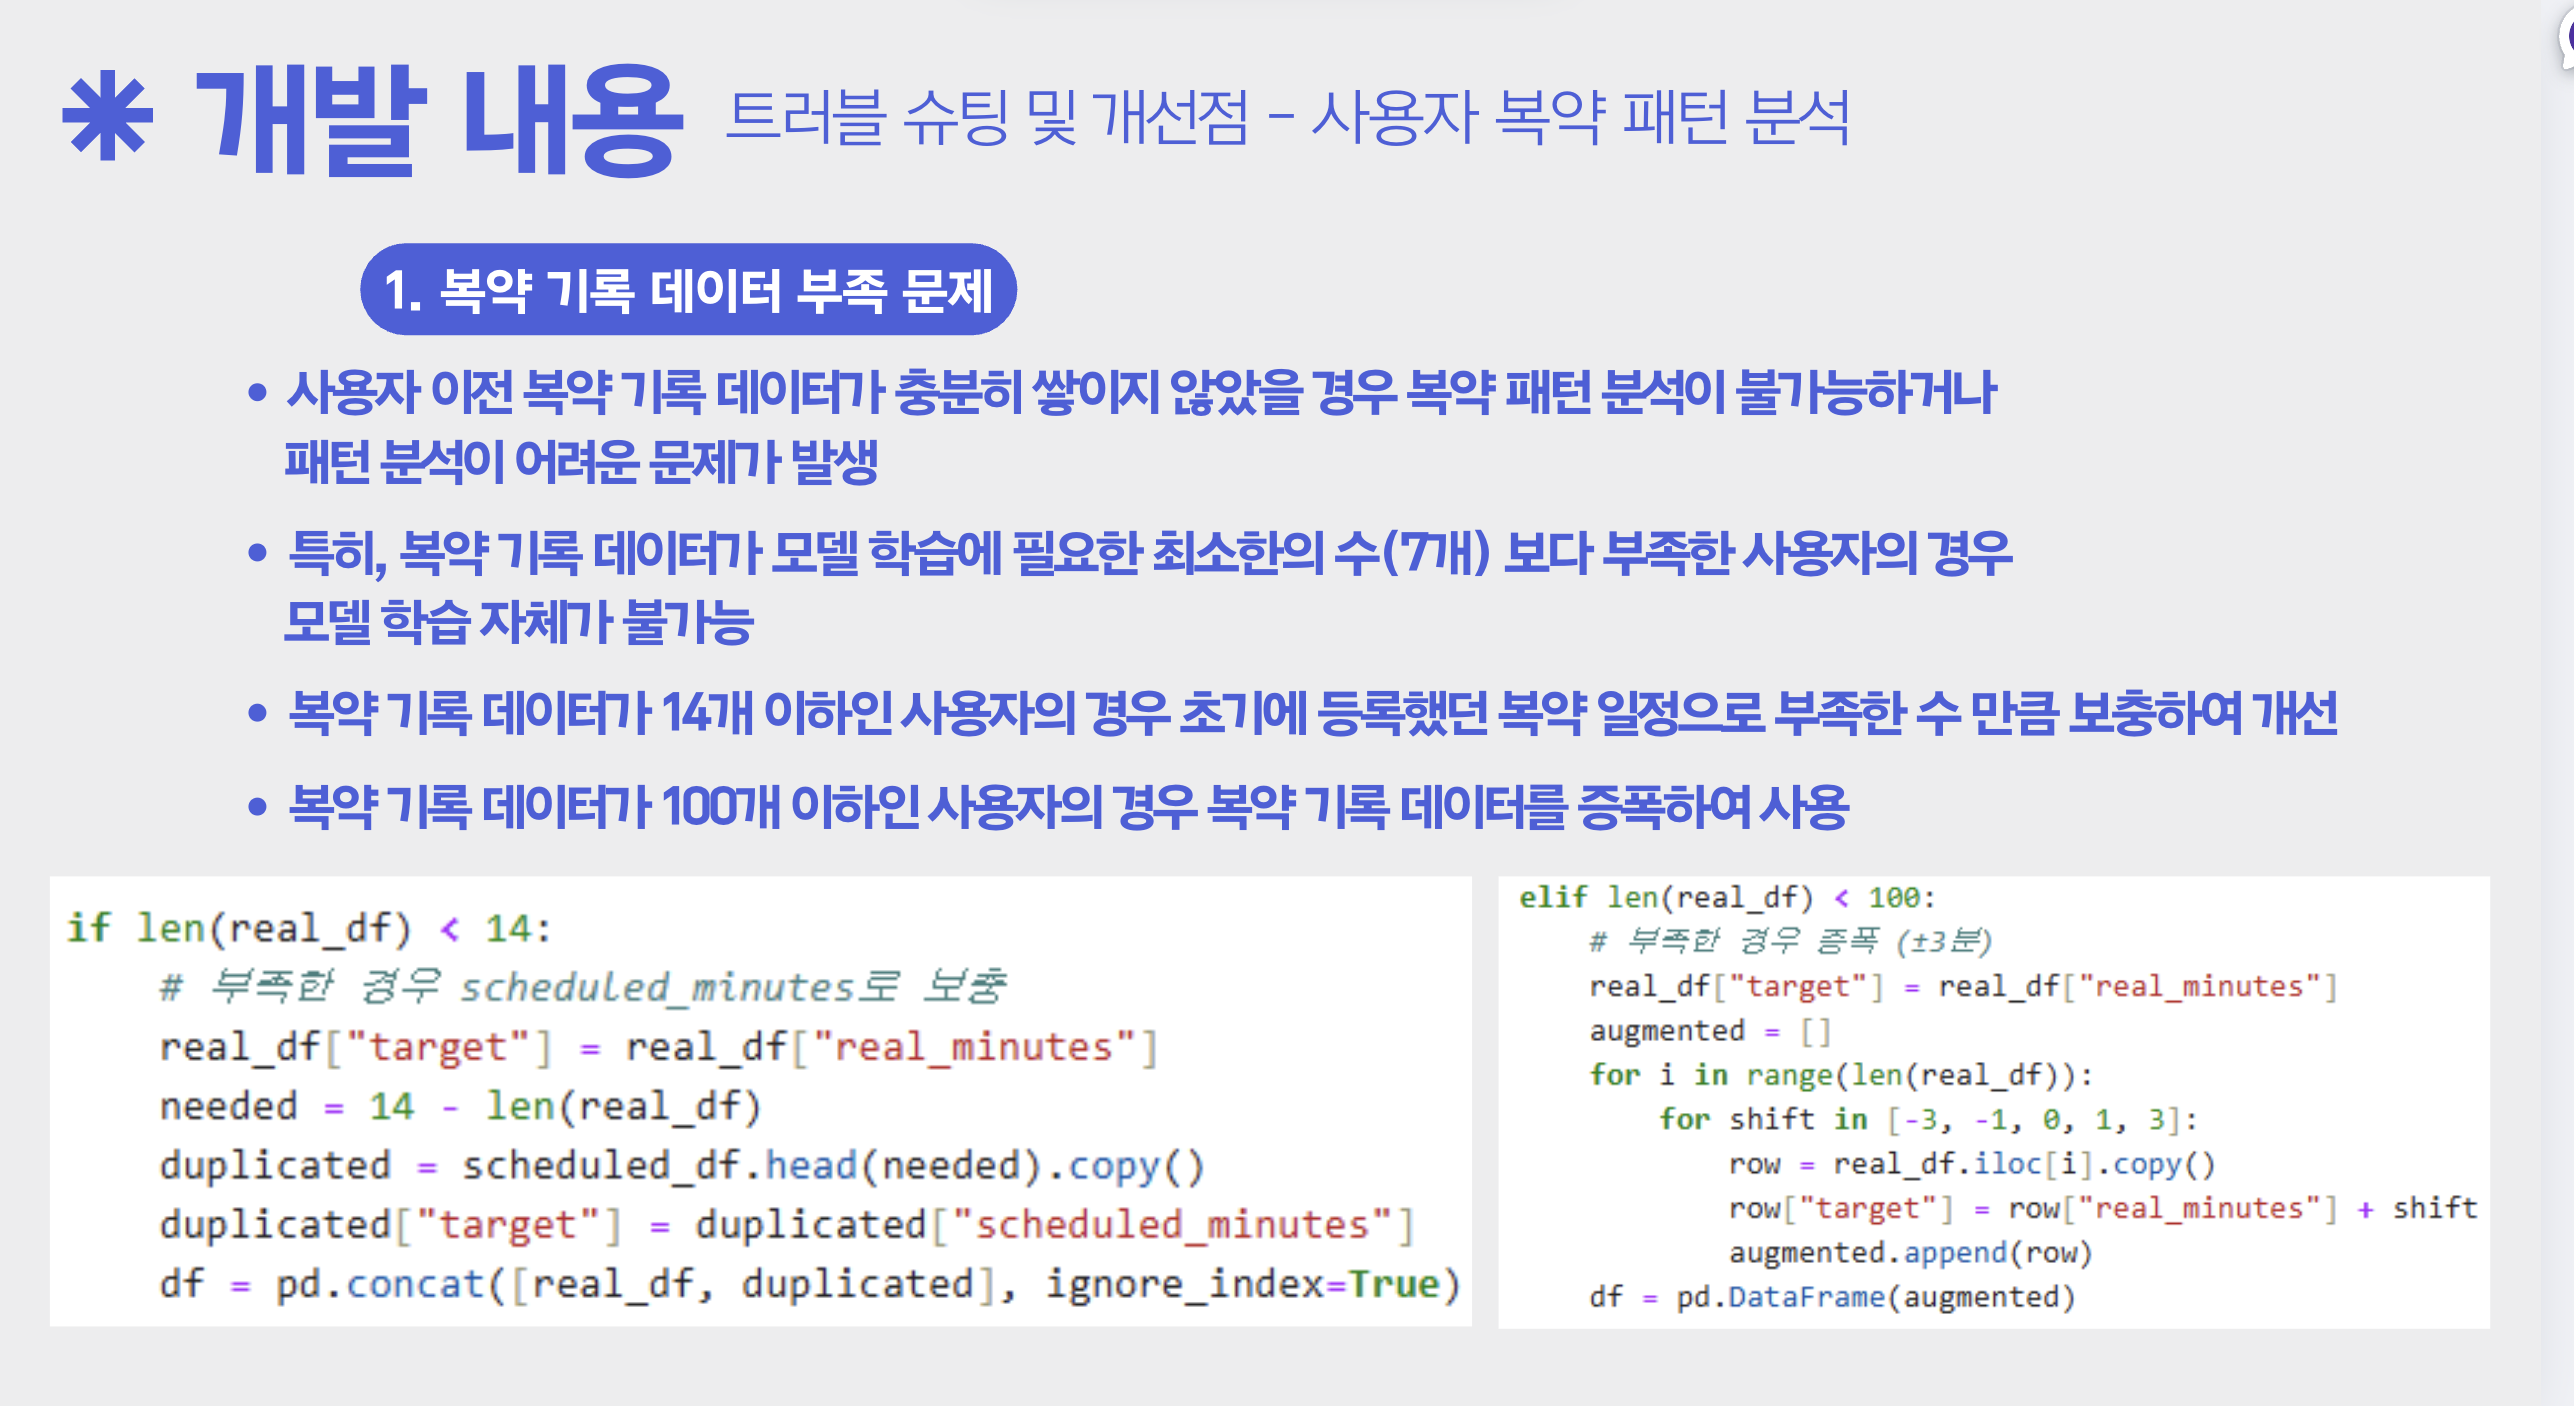 * 개발 내용 트러블 슈팅 및 개선점 - 사용자 복약 패턴 분석
1. 복약 기록 데이터 부족 문제
• 사용자 이전 복약 기록 데이터가 충분히 쌓이지 않았을 경우 복약 패턴 분석이 불가능하거나
패턴 분석이 어려운 문제가 발생
• 특히, 복약 기록 데이터가 모델 학습에 필요한 최소한의 수(7개) 보다 부족한 사용자의 경우
모델 학습 자체가 불가능
• 복약 기록 데이터가 14개 이하인 사용자의 경우 초기에 등록했던 복약 일정으로 부족한 수 만큼 보충하여 개선
• 복약 기록 데이터가 100개 이하인 사용자의 경우 복약 기록 데이터를 증폭하여 사용
if len(real_df) < 14:
    # 부족한 경우 scheduled_minutes로 보충
    real_df["target"] = real_df["real_minutes"]
    needed = 14 - len(real_df)
    duplicated = scheduled_df.head(needed).copy()
    duplicated["target"] = duplicated["scheduled_minutes"]
    df = pd.concat([real_df, duplicated], ignore_index=True)
elif len(real_df) < 100:
    # 부족한 경우 증폭 (±3분)
    real_df["target"] = real_df["real_minutes"]
    augmented = []
    for i in range(len(real_df)):
        for shift in [-3, -1, 0, 1, 3]:
            row = real_df.iloc[i].copy()
            row["target"] = row["real_minutes"] + shift
            augmented.append(row)
    df = pd.DataFrame(augmented)